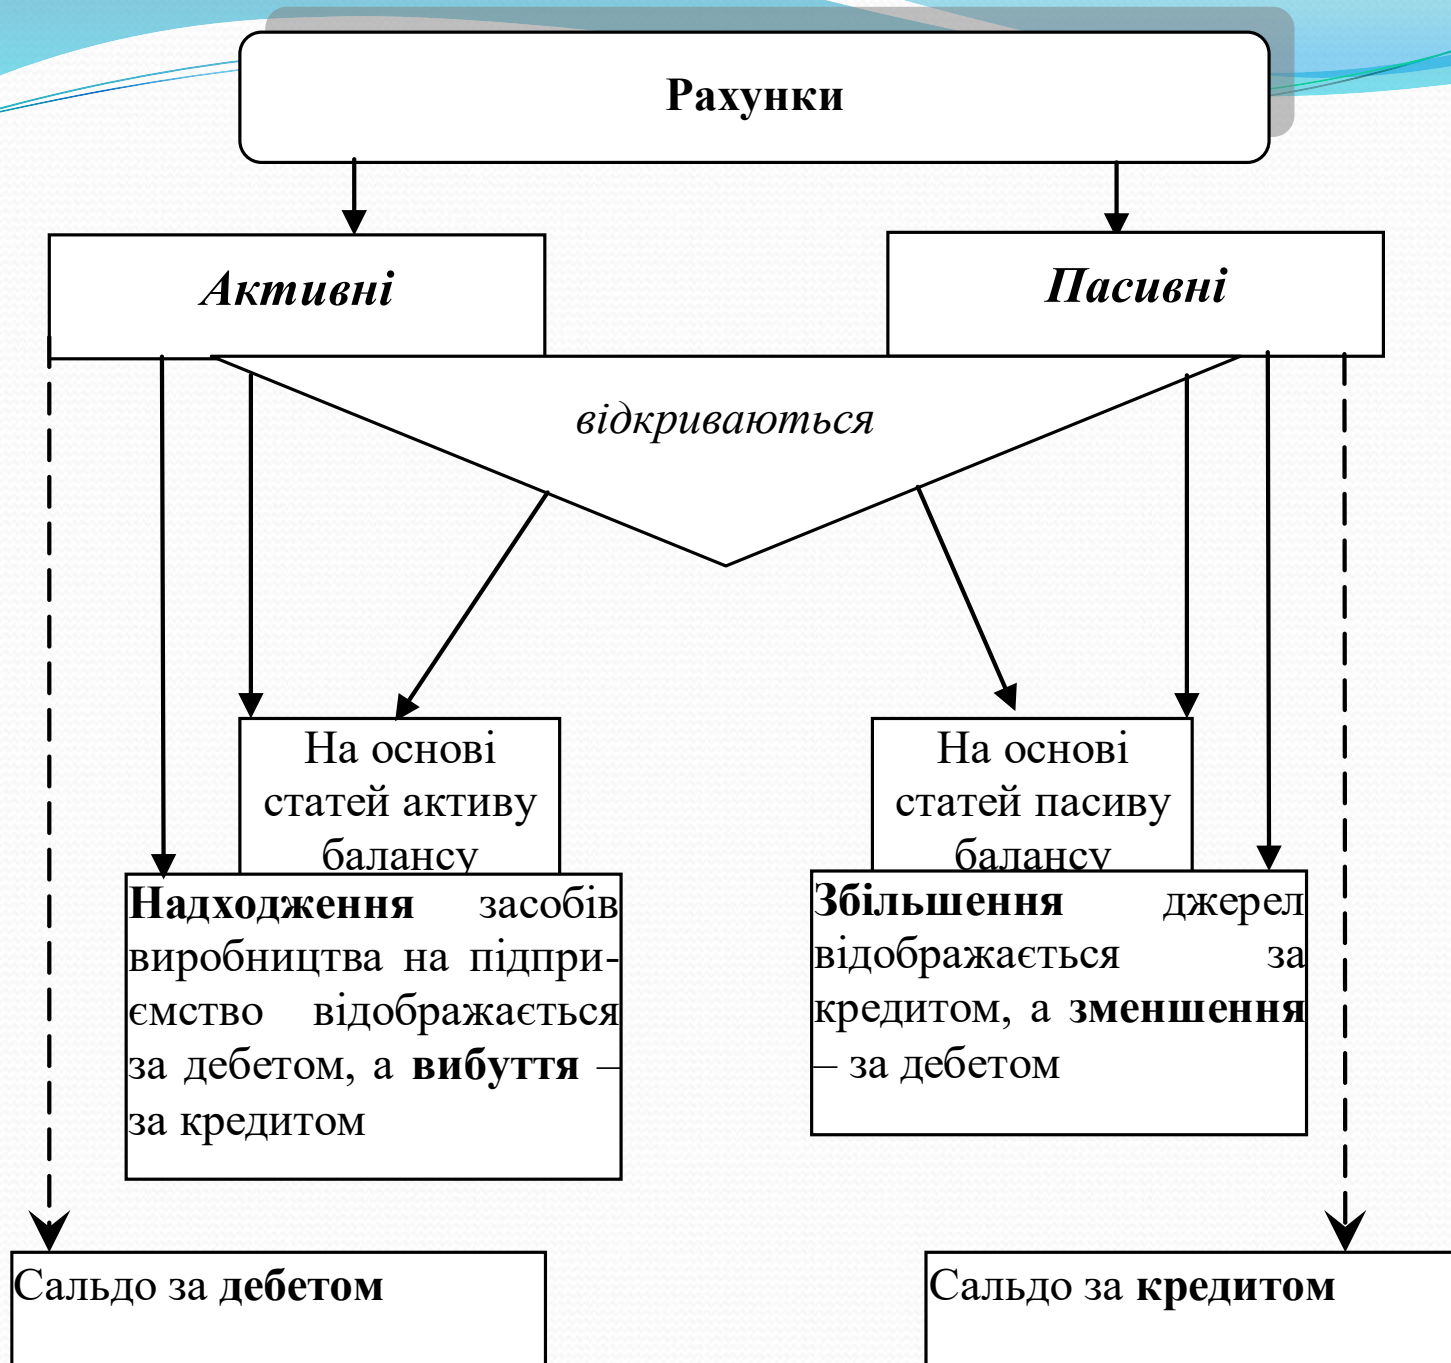 Рахунки
Активні
Пасивні
відкриваються
На основі
статей активу
балансу
На основі
статей пасиву
балансу
Надходження засобів
виробництва на підпри-
ємство відображається
за дебетом, а вибуття –
за кредитом
Збільшення джерел
відображається за
кредитом, а зменшення
– за дебетом
Сальдо за дебетом
Сальдо за кредитом